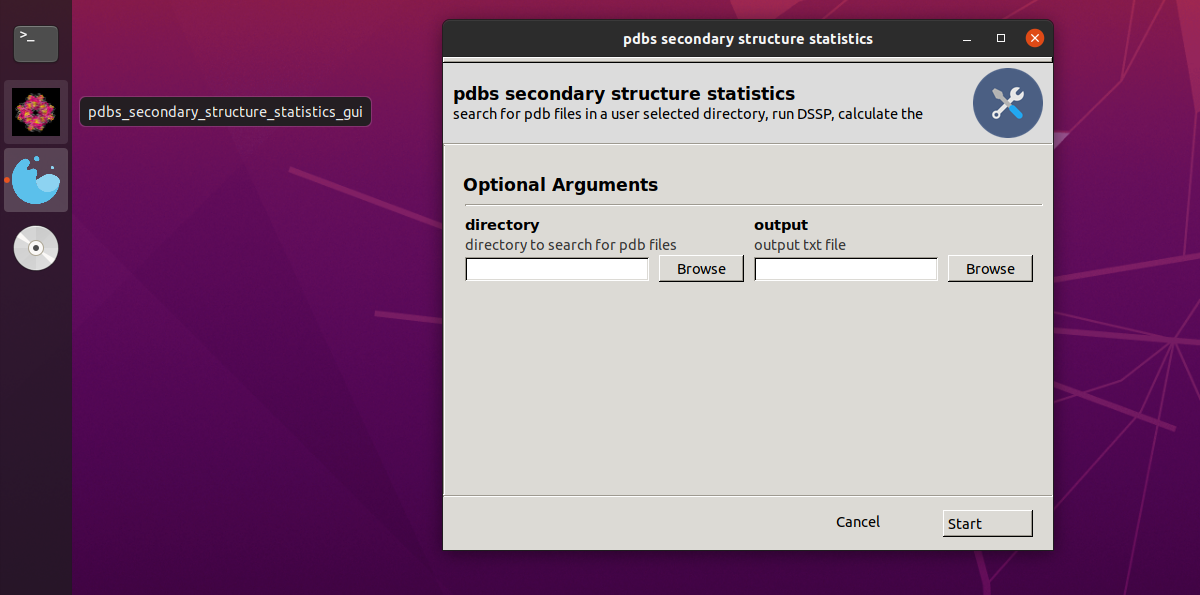 pdbs secondary structure statistics
>_
pdbs_secondary_structure_statistics_gui
pdbs secondary structure statistics
search for pdb files in a user selected directory, run DSSP, calculate the
Optional Arguments
directory
directory to search for pdb files
Browse
output
output txt file
Browse
Cancel
Start